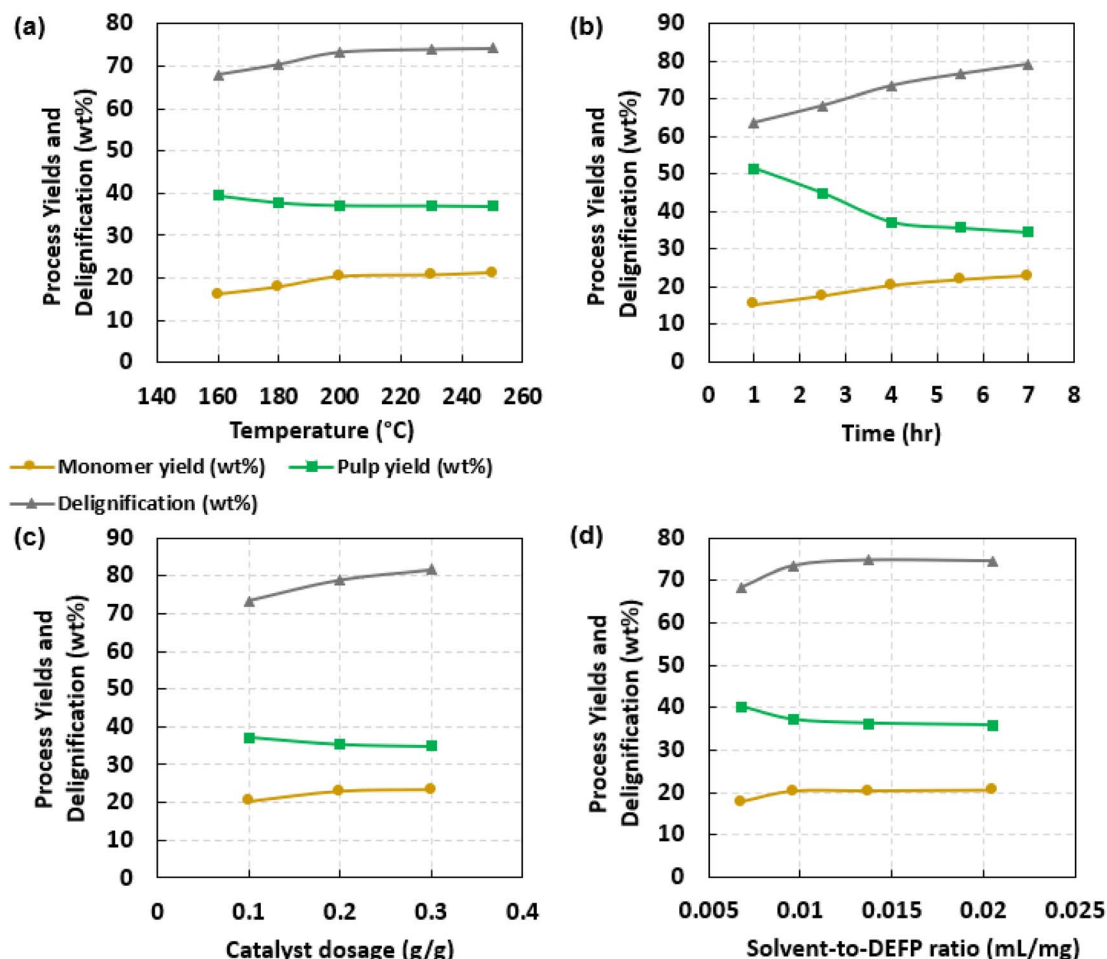 (a)
80
70
60
50
40
30
20
10
0
Process Yields and
Delignification (wt%)
140 160 180 200 220 240 260
Temperature (°C)
(b)
90
80
70
60
50
40
30
20
10
0
Process Yields and
Delignification (wt%)
0 1 2 3 4 5 6 7 8
Time (hr)
Monomer yield (wt%) Pulp yield (wt%)
Delignification (wt%)
(c)
90
80
70
60
50
40
30
20
10
0
Process Yields and
Delignification (wt%)
0 0.1 0.2 0.3 0.4
Catalyst dosage (g/g)
(d)
80
70
60
50
40
30
20
10
0
Process Yields and
Delignification (wt%)
0.005 0.01 0.015 0.02 0.025
Solvent-to-DEFP ratio (mL/mg)